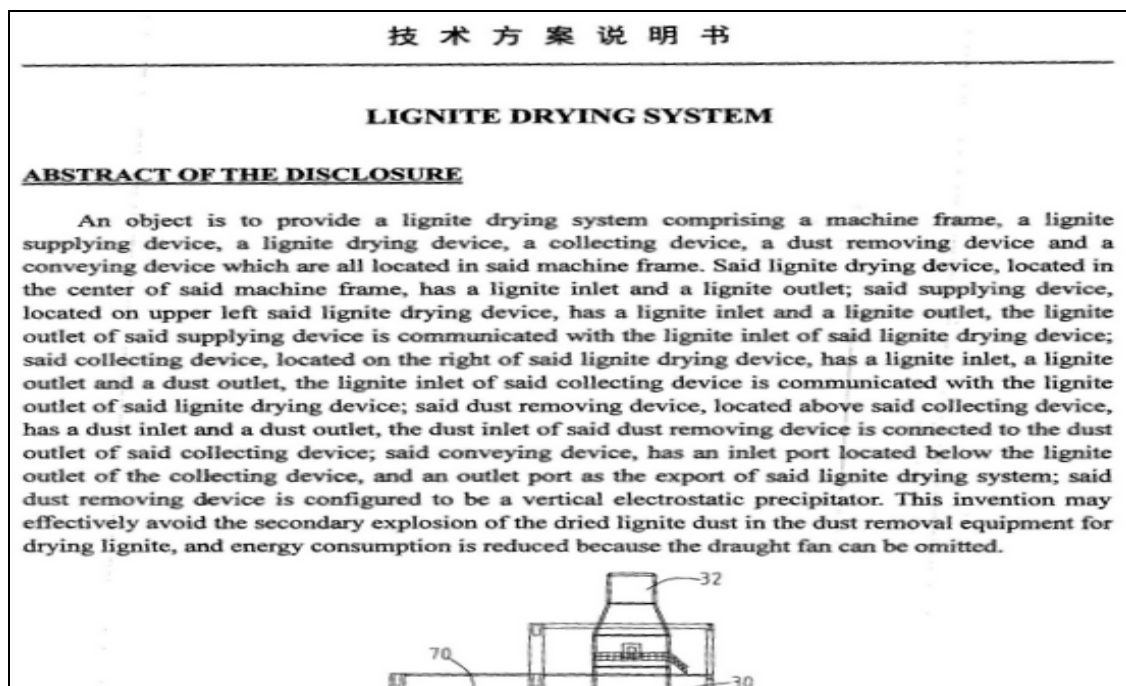 技术方案说明书
LIGNITE DRYING SYSTEM
ABSTRACT OF THE DISCLOSURE
An object is to provide a lignite drying system comprising a machine frame, a lignite
supplying device, a lignite drying device, a collecting device, a dust removing device and a
conveying device which are all located in said machine frame. Said lignite drying device, located in
the center of said machine frame, has a lignite inlet and a lignite outlet; said supplying device,
located on upper left said lignite drying device, has a lignite inlet and a lignite outlet, the lignite
outlet of said supplying device is communicated with the lignite inlet of said lignite drying device;
said collecting device, located on the right of said lignite drying device, has a lignite inlet, a lignite
outlet and a dust outlet, the lignite inlet of said collecting device is communicated with the lignite
outlet of said lignite drying device; said dust removing device, located above said collecting device,
has a dust inlet and a dust outlet, the dust inlet of said dust removing device is connected to the dust
outlet of said collecting device; said conveying device, has an inlet port located below the lignite
outlet of the collecting device, and an outlet port as the export of said lignite drying system; said
dust removing device is configured to be a vertical electrostatic precipitator. This invention may
effectively avoid the secondary explosion of the dried lignite dust in the dust removal equipment for
drying lignite, and energy consumption is reduced because the draught fan can be omitted.
32
70
30